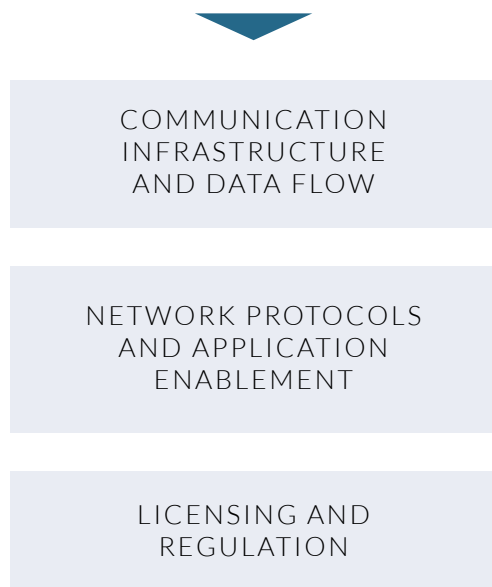 COMMUNICATION
INFRASTRUCTURE
AND DATA FLOW
NETWORK PROTOCOLS
AND APPLICATION
ENABLEMENT
LICENSING AND
REGULATION